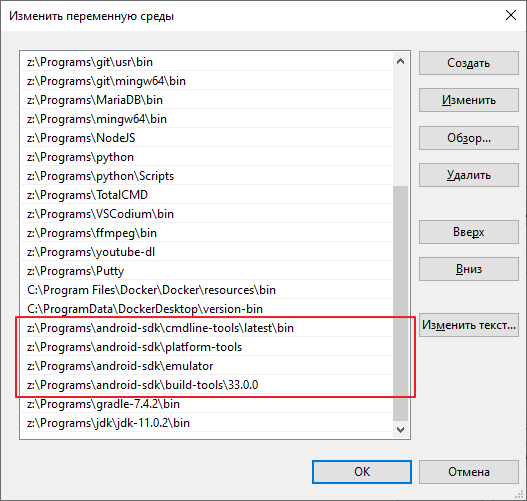 Изменить переменную среды
z:\Programs\git\usr\bin
z:\Programs\git\mingw64\bin
z:\Programs\MariaDB\bin
z:\Programs\mingw64\bin
z:\Programs\NodeJS
z:\Programs\python
z:\Programs\python\Scripts
z:\Programs\TotalCMD
z:\Programs\VSCodium\bin
z:\Programs\ffmpeg\bin
z:\Programs\youtube-dl
z:\Programs\Putty
C:\Program Files\Docker\Docker\resources\bin
C:\ProgramData\DockerDesktop\version-bin
z:\Programs\android-sdk\cmdline-tools\latest\bin
z:\Programs\android-sdk\platform-tools
z:\Programs\android-sdk\emulator
z:\Programs\android-sdk\build-tools\33.0.0
z:\Programs\gradle-7.4.2\bin
z:\Programs\jdk\jdk-11.0.2\bin
Создать
Изменить
Обзор...
Удалить
Вверх
Вниз
Изменить текст...
ОК
Отмена